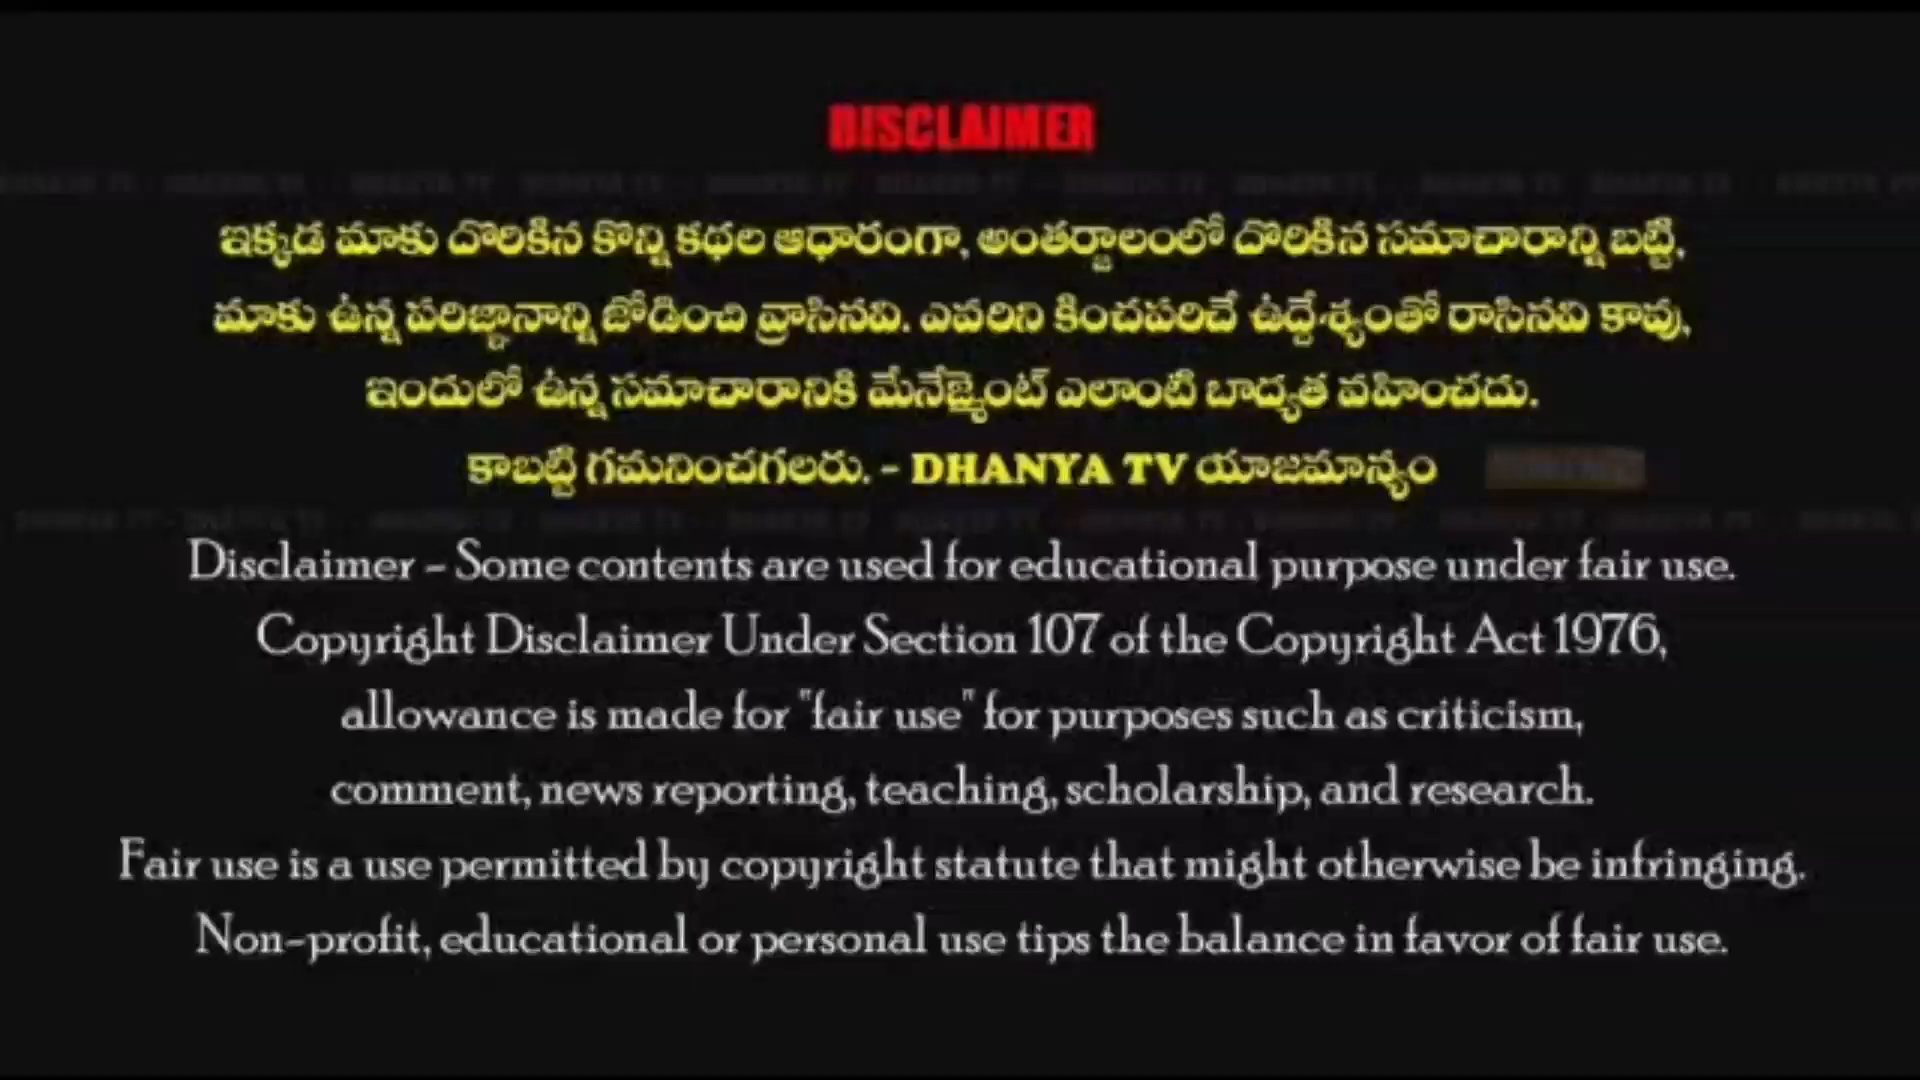 DISCLAIMER
ఇక్కడ మాకు దొరికిన కొన్ని కథల ఆధారంగా, అంతర్జాలంలో దొరికిన సమాచారాన్ని బట్టి,
మాకు ఉన్న పరిజ్ఞానాన్ని జోడించి వ్రాసినవి. ఎవరిని కించపరిచే ఉద్దేశ్యంతో రాసినవి కావు,
ఇందులో ఉన్న సమాచారానికి మేనేజ్మెంట్ ఎలాంటి బాద్యత వహించదు.
కాబట్టి గమనించగలరు. - DHANYA TV యాజమాన్యం
Disclaimer - Some contents are used for educational purpose under fair use.
Copyright Disclaimer Under Section 107 of the Copyright Act 1976,
allowance is made for "fair use" for purposes such as criticism,
comment, news reporting, teaching, scholarship, and research.
Fair use is a use permitted by copyright statute that might otherwise be infringing.
Non-profit, educational or personal use tips the balance in favor of fair use.